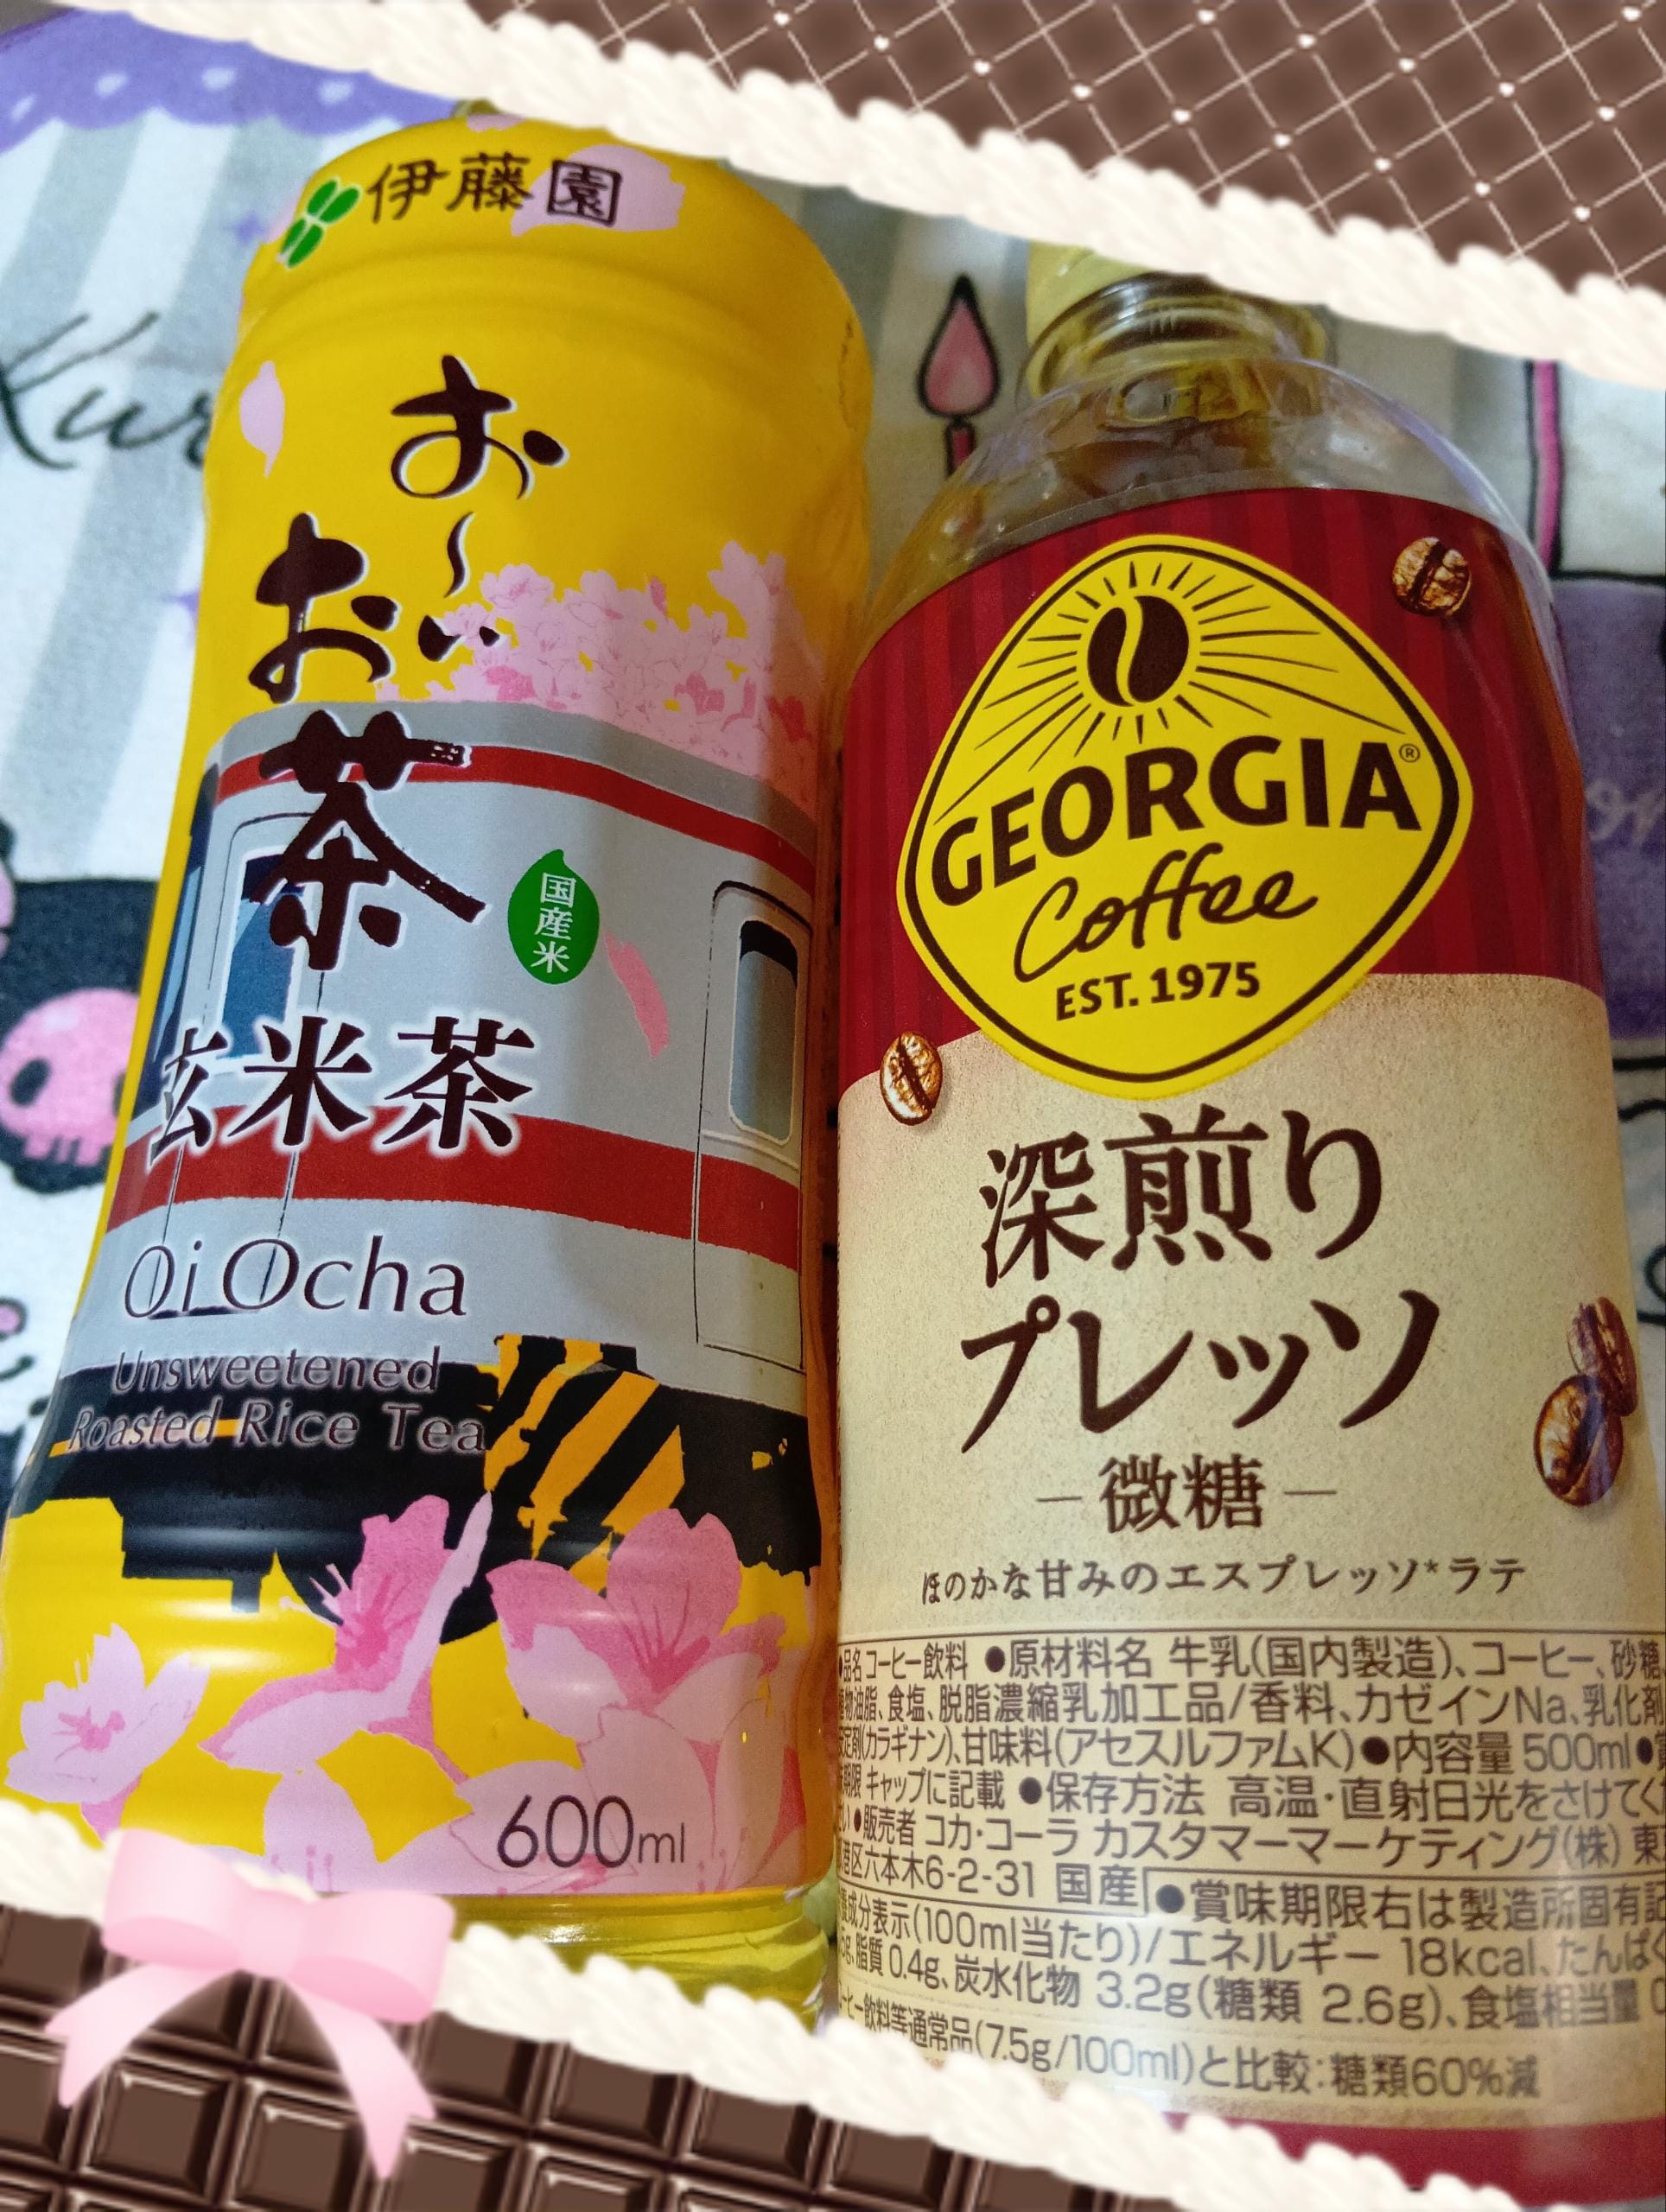 伊藤園
お〜い
お茶
国産米
玄米茶
Oi Ocha
Unsweetened
Roasted Rice Tea
600ml
Kur
GEORGIA®
Coffee
EST. 1975
深煎り
プレッソ
―微糖―
ほのかな甘みのエスプレッソ*ラテ
●品名 コーヒー飲料 ●原材料名 牛乳(国内製造)、コーヒー、砂糖、
植物油脂、食塩、脱脂濃縮乳加工品/香料、カゼインNa、乳化剤
安定剤(カラギナン)、甘味料(アセスルファムK)●内容量 500ml●賞
味期限 キャップに記載 ●保存方法 高温・直射日光をさけてく
い●販売者 コカ・コーラ カスタマーマーケティング(株) 東京
港区六本木6-2-31 国産 ●賞味期限右は製造所固有記
養成分表示(100ml当たり)/エネルギー 18kcal、たんぱく
5g、脂質 0.4g、炭水化物 3.2g(糖類 2.6g)、食塩相当量 0
コーヒー飲料等通常品(7.5g/100ml)と比較:糖類60%減